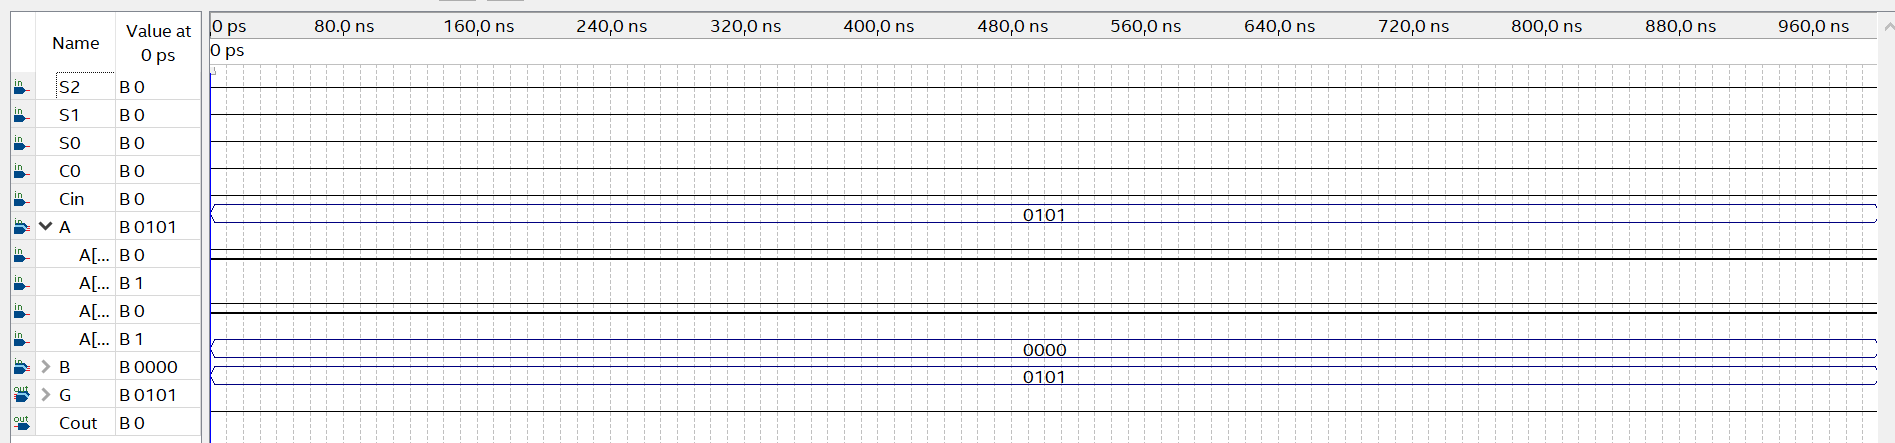 Name Value at 0 ps 0 ps 80.0 ns 160,0 ns 240,0 ns 320,0 ns 400,0 ns 480,0 ns 560,0 ns 640,0 ns 720,0 ns 800,0 ns 880,0 ns 960,0 ns
0 ps
in S2 B 0
in S1 B 0
in S0 B 0
in C0 B 0
in Cin B 0
in A B 0101 0101
in A[... B 0
in A[... B 1
in A[... B 0
in A[... B 1
in B B 0000 0000
out G B 0101 0101
out Cout B 0